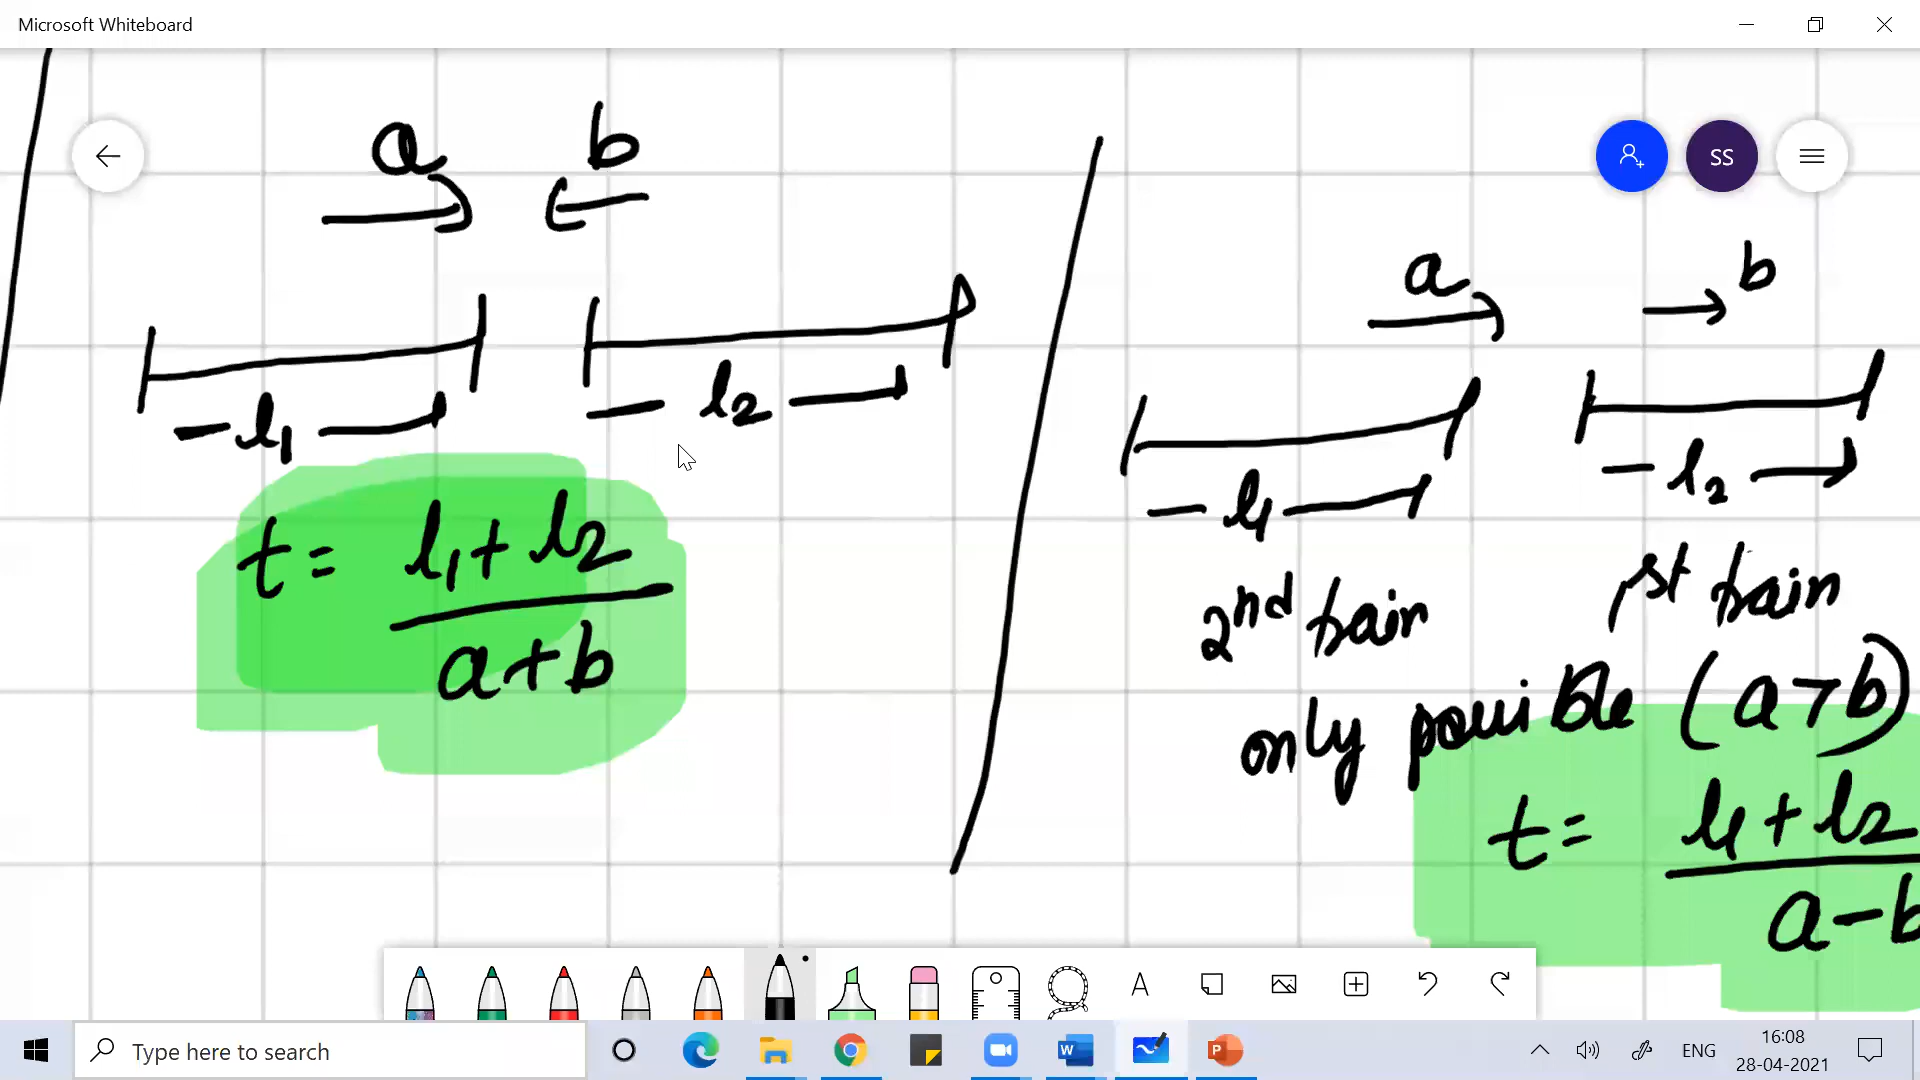 Microsoft Whiteboard
a b
l1 l2
t = l1 + l2
a + b
SS
a b
l1 l2
2nd train 1st train
only possible (a > b)
t = l1 + l2
a - b
A
Type here to search
W
P
ENG
16:08
28-04-2021